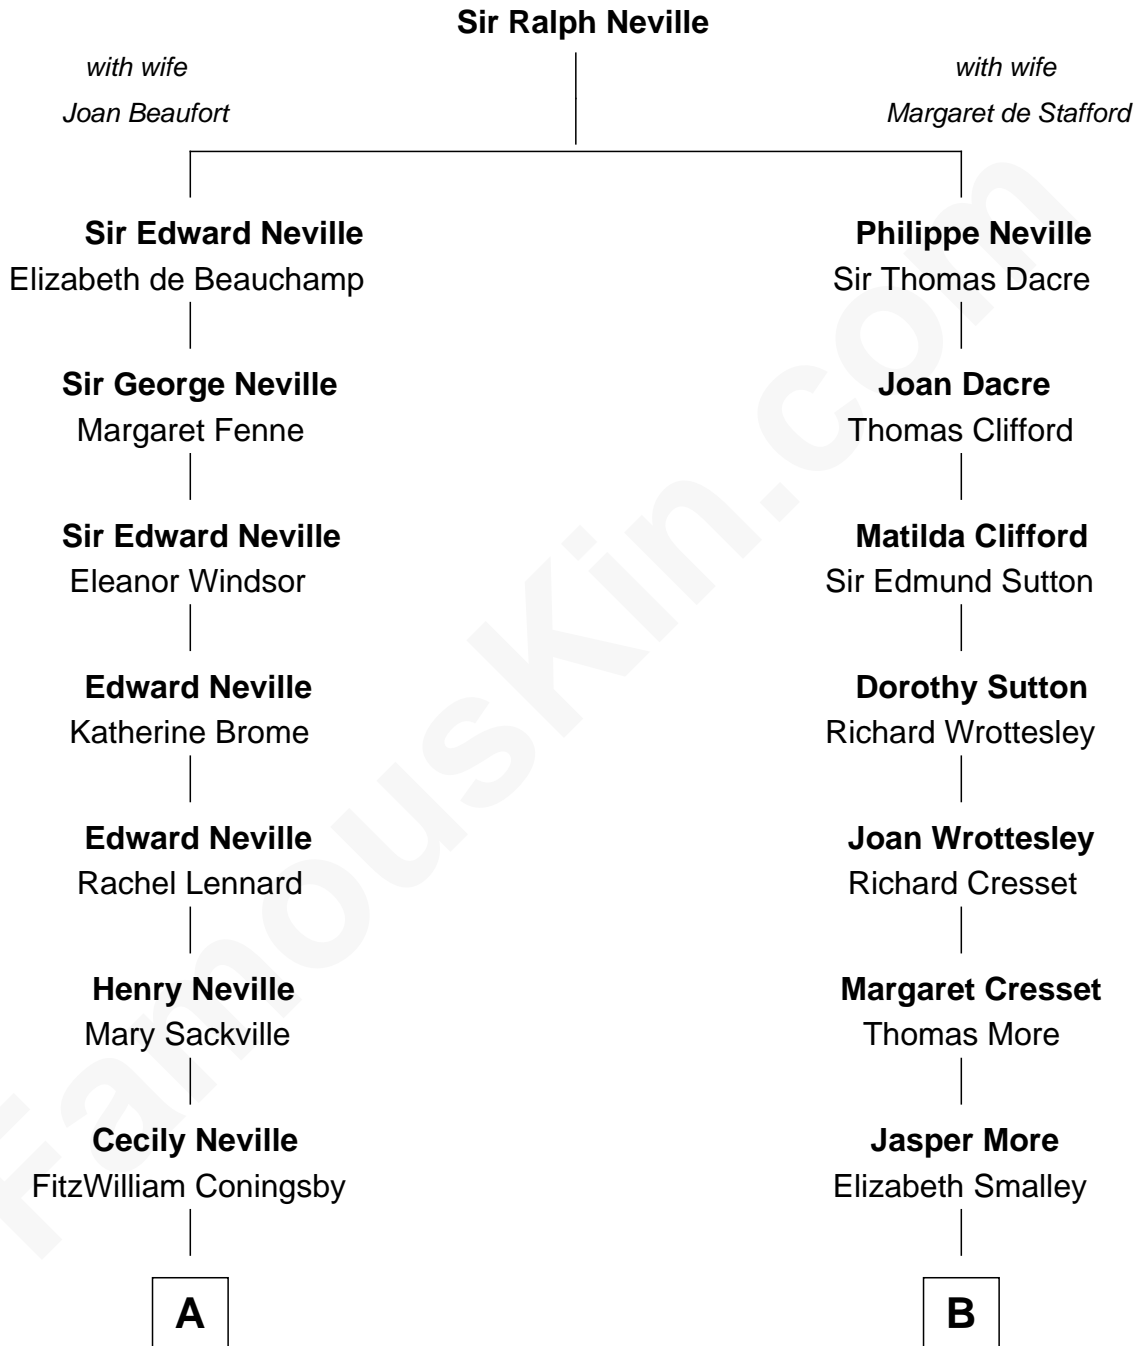 Sir Ralph Neville
with wife
Joan Beaufort
with wife
Margaret de Stafford
Sir Edward Neville
Elizabeth de Beauchamp
Philippe Neville
Sir Thomas Dacre
Sir George Neville
Margaret Fenne
Joan Dacre
Thomas Clifford
Sir Edward Neville
Eleanor Windsor
Matilda Clifford
Sir Edmund Sutton
Edward Neville
Katherine Brome
Dorothy Sutton
Richard Wrottesley
Edward Neville
Rachel Lennard
Joan Wrottesley
Richard Cresset
Henry Neville
Mary Sackville
Margaret Cresset
Thomas More
Cecily Neville
FitzWilliam Coningsby
Jasper More
Elizabeth Smalley
A
B
FamousKin.com